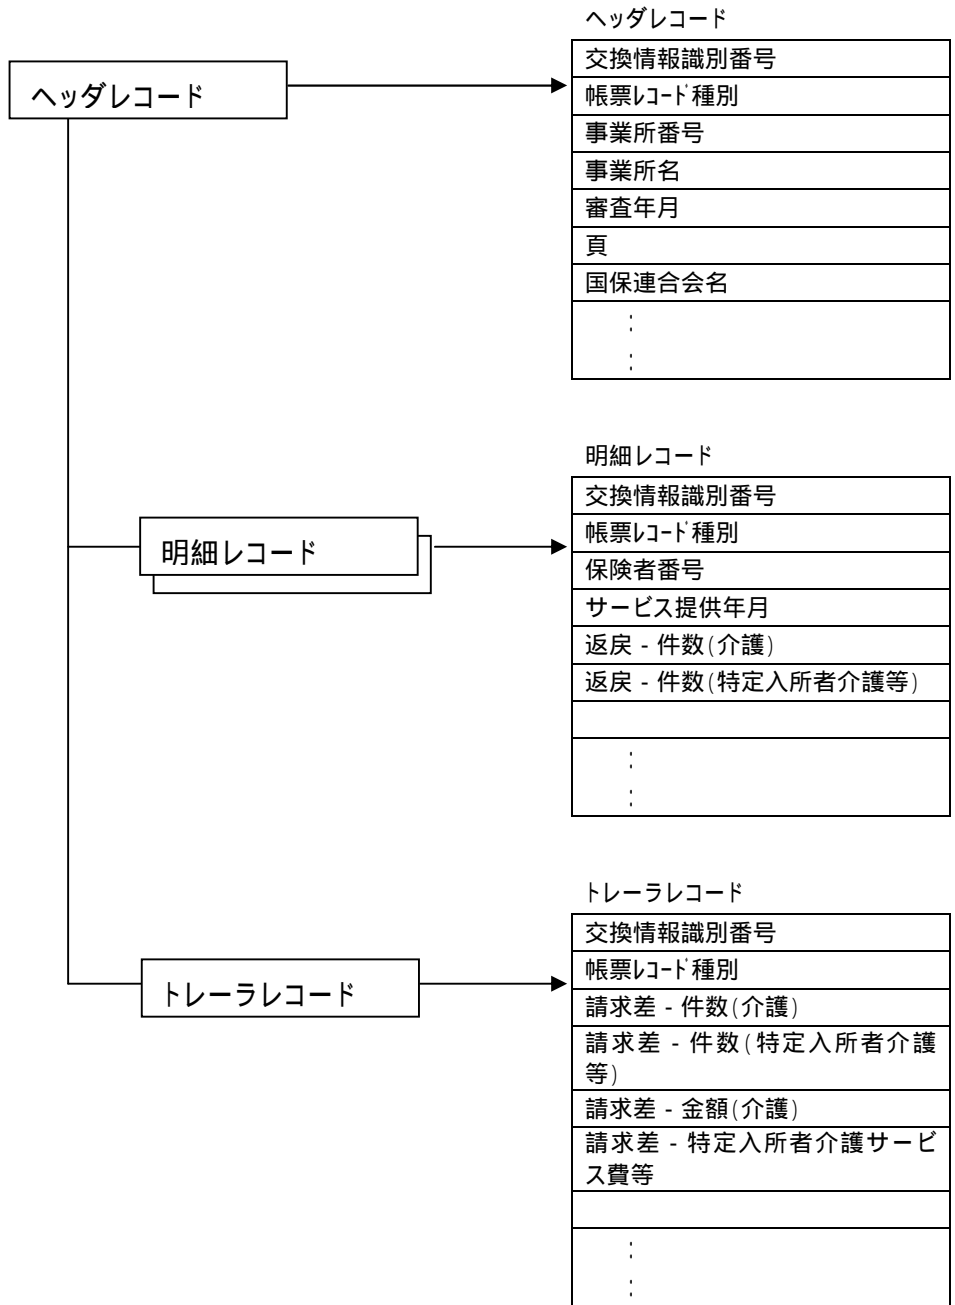 ヘッダレコード
ヘッダレコード
交換情報識別番号
帳票ﾚｺｰﾄﾞ種別
事業所番号
事業所名
審査年月
頁
国保連合会名
:
:
明細レコード
明細レコード
交換情報識別番号
帳票ﾚｺｰﾄﾞ種別
保険者番号
サービス提供年月
返戻 - 件数(介護)
返戻 - 件数(特定入所者介護等)
:
:
トレーラレコード
トレーラレコード
交換情報識別番号
帳票ﾚｺｰﾄﾞ種別
請求差 - 件数(介護)
請求差 - 件数(特定入所者介護
等)
請求差 - 金額(介護)
請求差 - 特定入所者介護サービ
ス費等
:
: